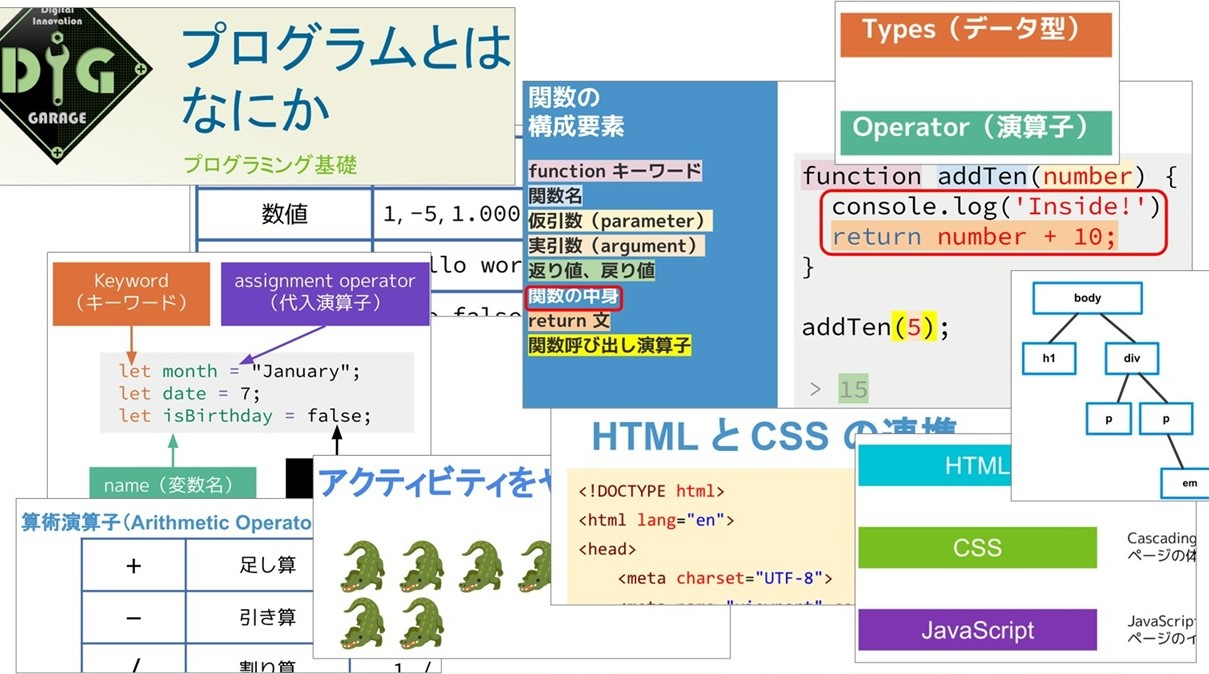 Digital
Innovation
DIG
GARAGE
プログラムとは
なにか
プログラミング基礎
数値
1, -5, 1.000
llo wor
false
Keyword
（キーワード）
assignment operator
（代入演算子）
let month = "January";
let date = 7;
let isBirthday = false;
name（変数名）
算術演算子（Arithmetic Operato
+
足し算
−
引き算
/
割り算
1 /
アクティビティをや
関数の
構成要素
function キーワード
関数名
仮引数（parameter）
実引数（argument）
返り値、戻り値
関数の中身
return 文
関数呼び出し演算子
Types（データ型）
Operator（演算子）
function addTen(number) {
console.log('Inside!')
return number + 10;
}
addTen(5);
> 15
body
h1
div
p
p
em
HTML と CSS の連携
<!DOCTYPE html>
<html lang="en">
<head>
<meta charset="UTF-8">
<meta name="viewport" co
HTML
CSS
Cascading
ページの体
JavaScript
JavaScript
ページのイ